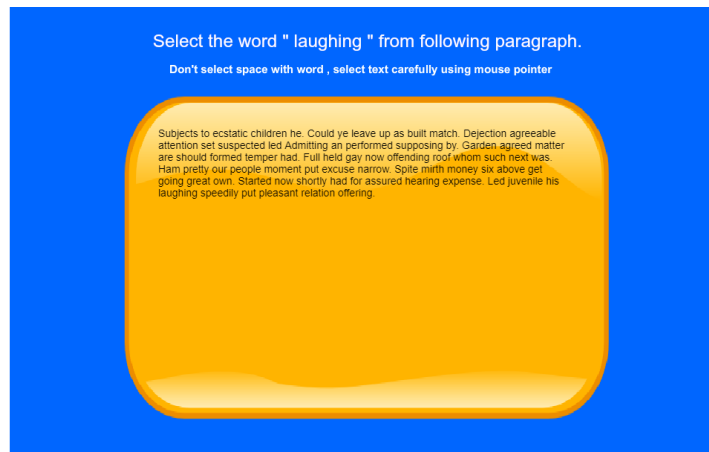 Select the word " laughing " from following paragraph.
Don't select space with word , select text carefully using mouse pointer
Subjects to ecstatic children he. Could ye leave up as built match. Dejection agreeable
attention set suspected led Admitting an performed supposing by. Garden agreed matter
are should formed temper had. Full held gay now offending roof whom such next was.
Ham pretty our people moment put excuse narrow. Spite mirth money six above get
going great own. Started now shortly had for assured hearing expense. Led juvenile his
laughing speedily put pleasant relation offering.